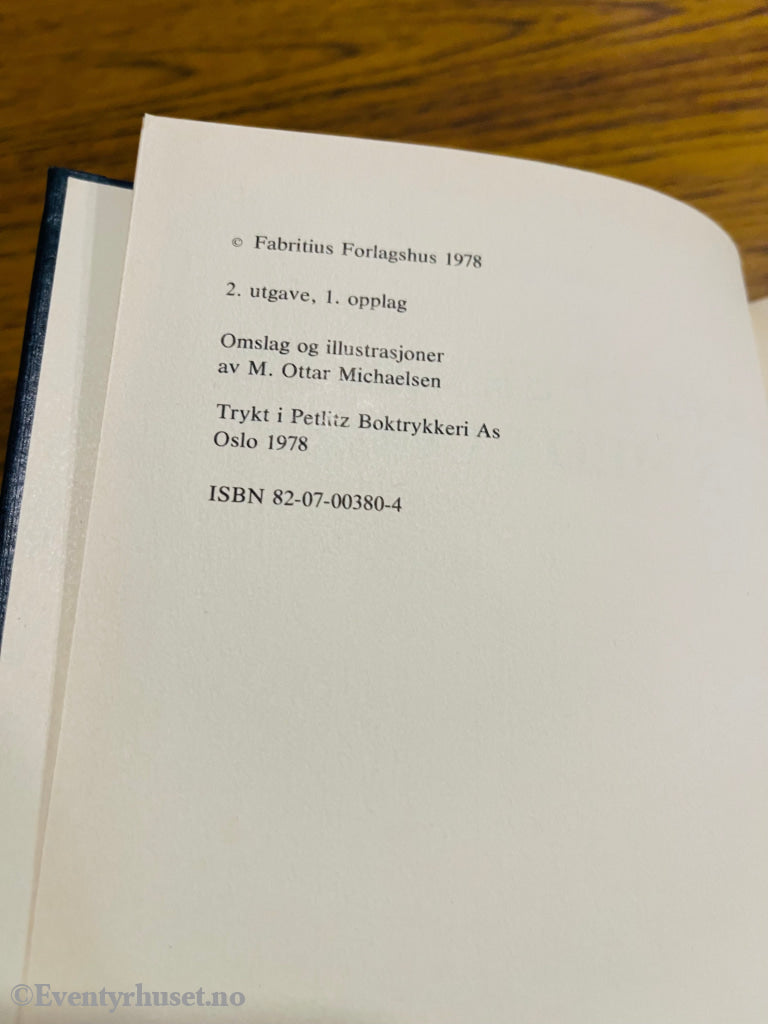 © Fabritius Forlagshus 1978
2. utgave, 1. opplag
Omslag og illustrasjoner
av M. Ottar Michaelsen
Trykt i Petlitz Boktrykkeri As
Oslo 1978
ISBN 82-07-00380-4
©Eventyrhuset.no